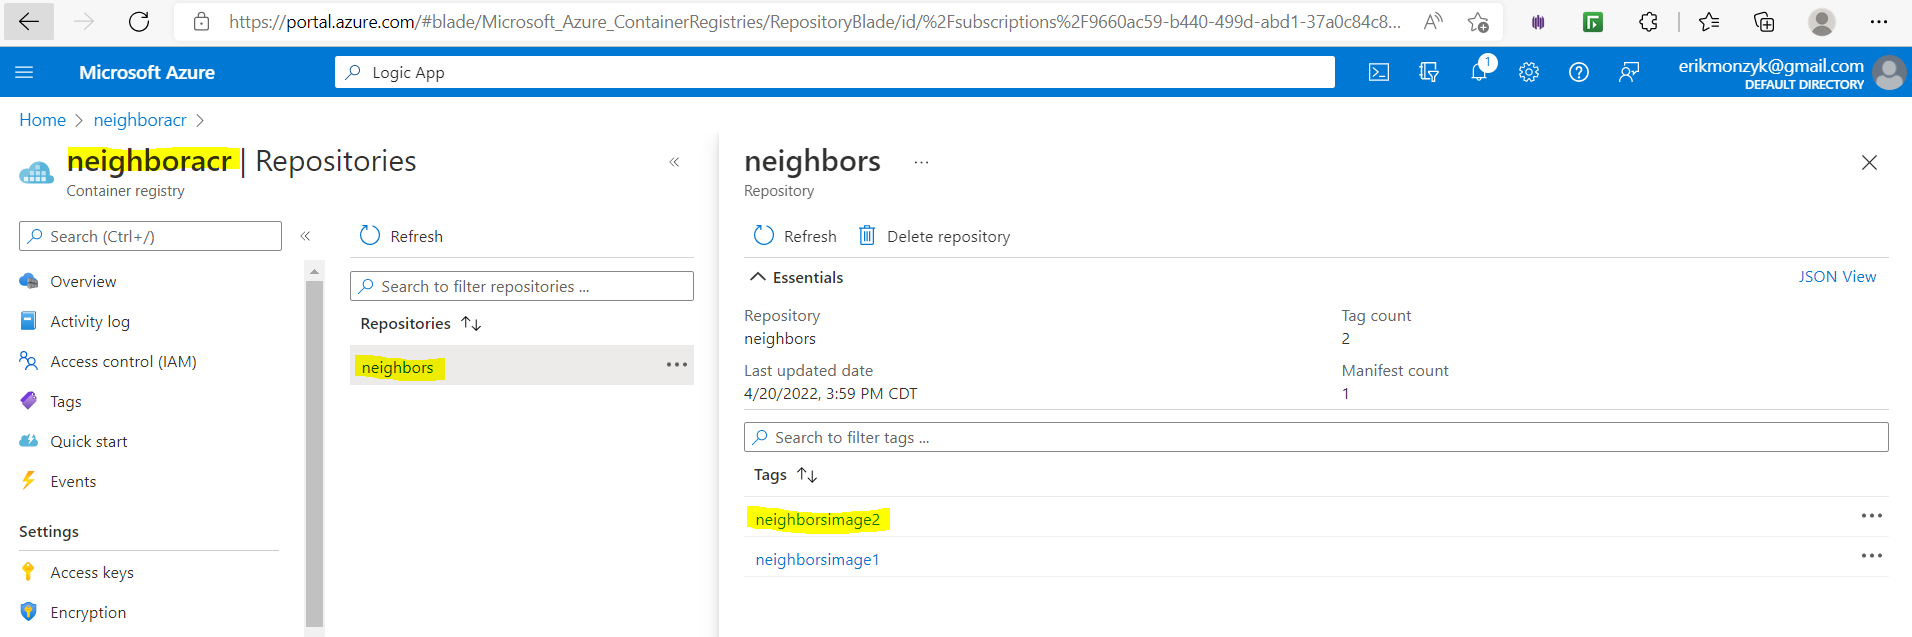 https://portal.azure.com/#blade/Microsoft_Azure_ContainerRegistries/RepositoryBlade/id/%2Fsubscriptions%2F9660ac59-b440-499d-abd1-37a0c84c8...
Microsoft Azure
Logic App
1
erikmonzyk@gmail.com
DEFAULT DIRECTORY
Home > neighboracr >
neighboracr | Repositories
Container registry
Search (Ctrl+/)
Overview
Activity log
Access control (IAM)
Tags
Quick start
Events
Settings
Access keys
Encryption
Refresh
Search to filter repositories ...
Repositories
neighbors
neighbors
Repository
Refresh
Delete repository
Essentials
JSON View
Repository
neighbors
Tag count
2
Last updated date
4/20/2022, 3:59 PM CDT
Manifest count
1
Search to filter tags ...
Tags
neighborsimage2
neighborsimage1